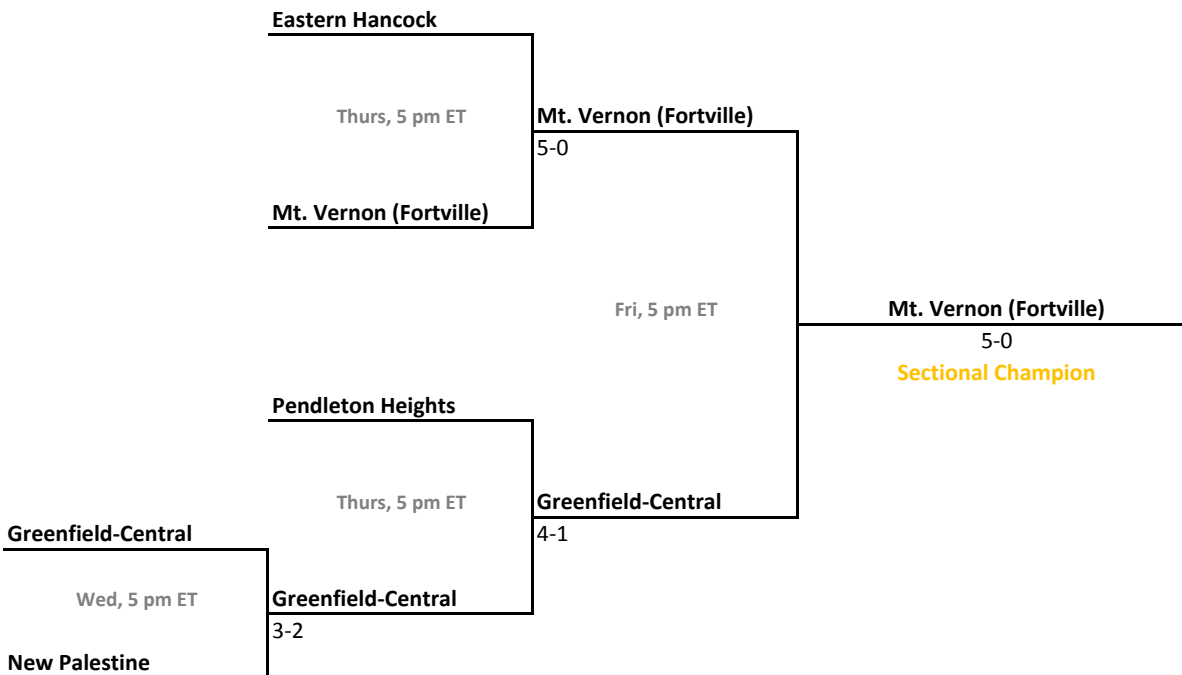 Eastern Hancock
Thurs, 5 pm ET
Mt. Vernon (Fortville)
5-0
Mt. Vernon (Fortville)
Fri, 5 pm ET
Mt. Vernon (Fortville)
5-0
Sectional Champion
Pendleton Heights
Thurs, 5 pm ET
Greenfield-Central
4-1
Greenfield-Central
Wed, 5 pm ET
Greenfield-Central
3-2
New Palestine